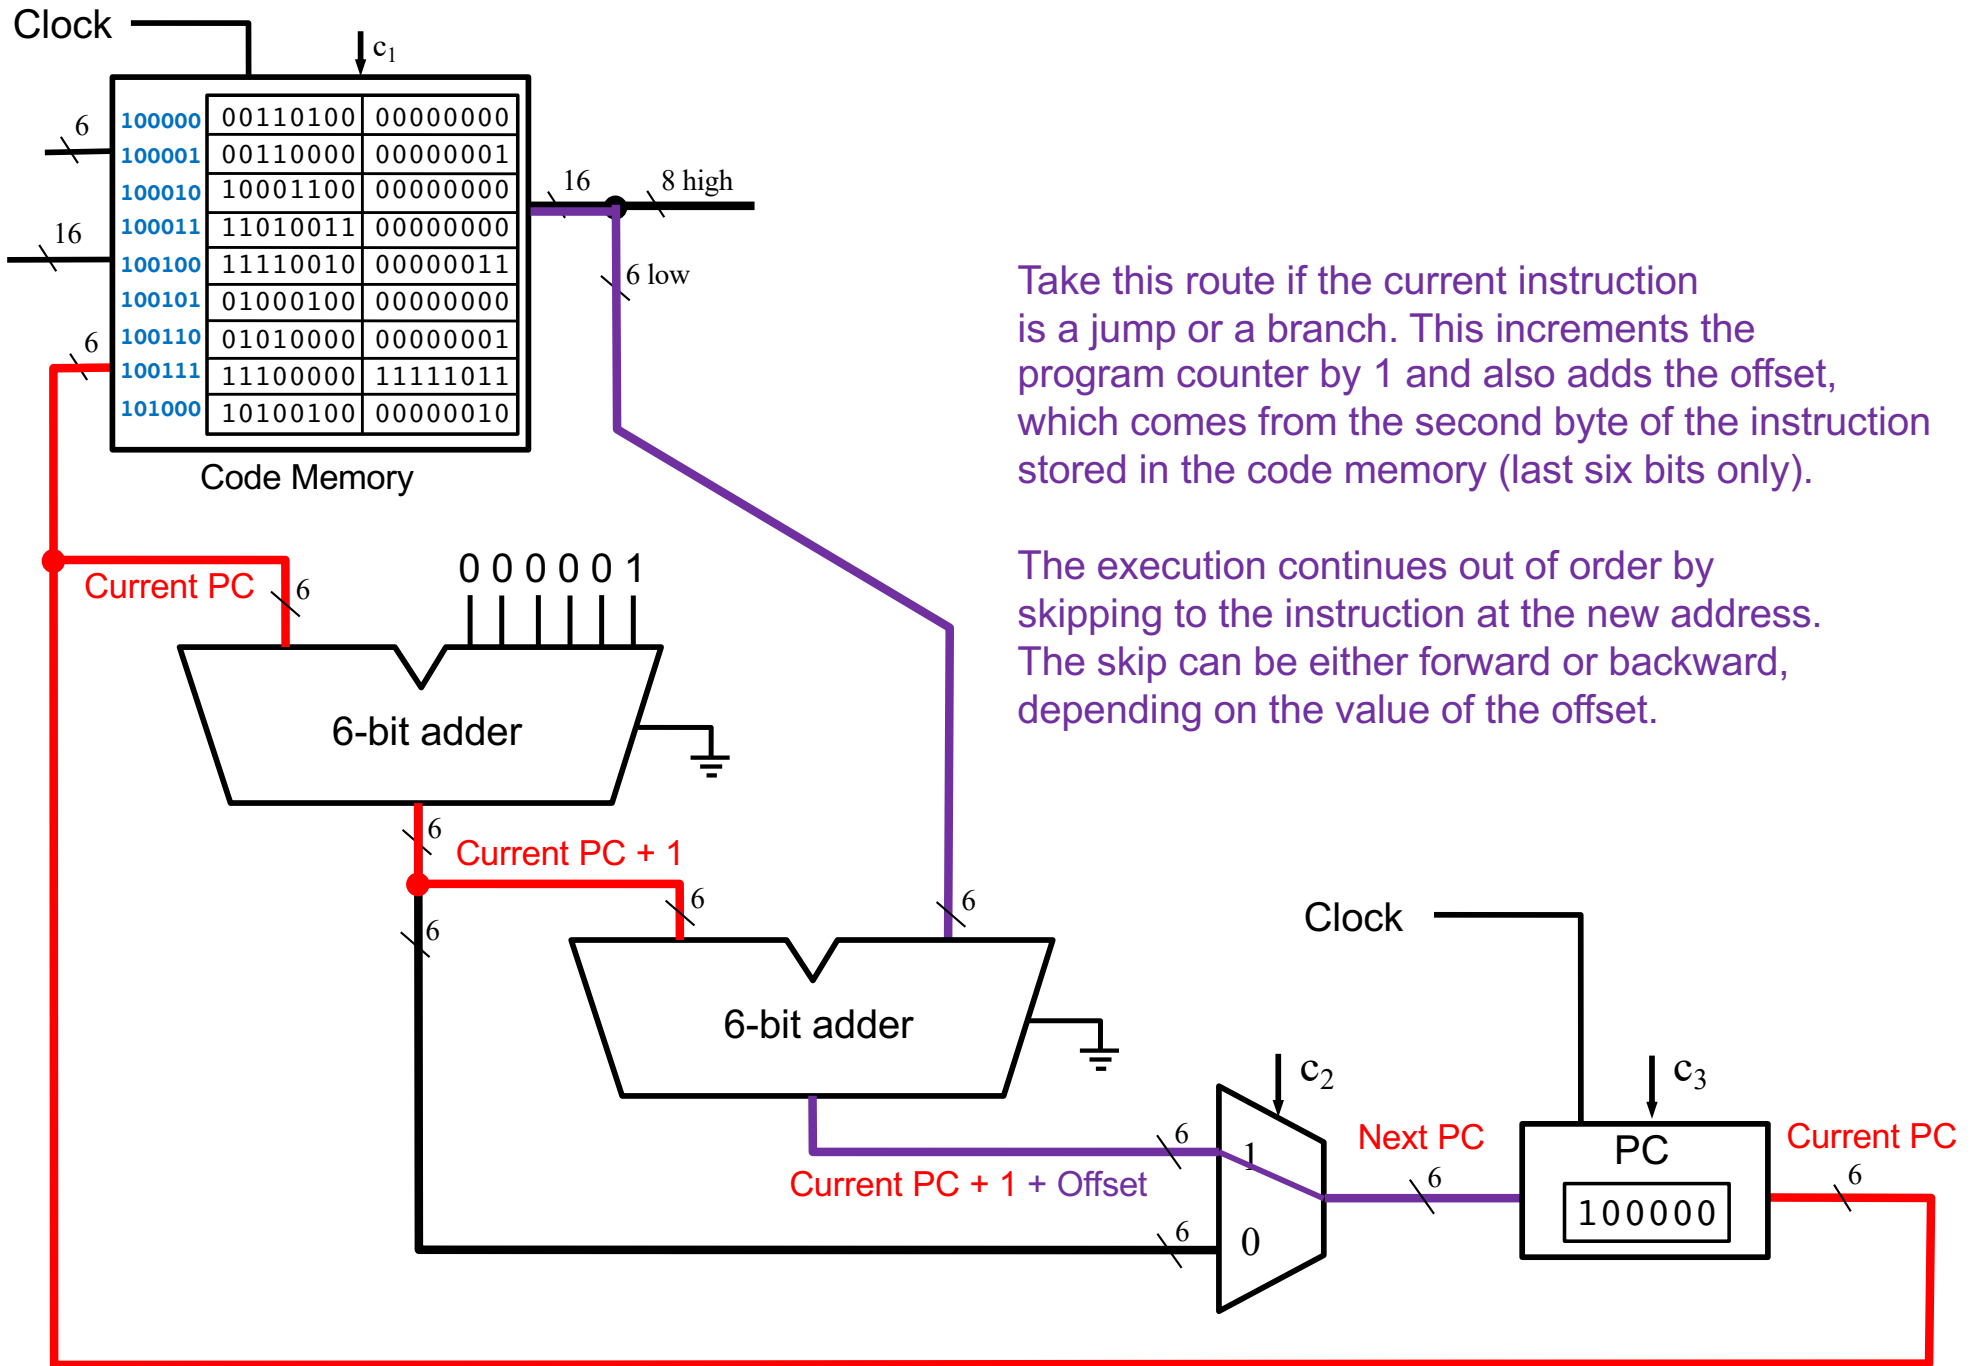 Clock
c1
6
100000 00110100 00000000
100001 00110000 00000001
100010 10001100 00000000
100011 11010011 00000000
100100 11110010 00000011
100101 01000100 00000000
100110 01010000 00000001
100111 11100000 11111011
101000 10100100 00000010
16
6
16
8 high
6 low
Code Memory
Take this route if the current instruction
is a jump or a branch. This increments the
program counter by 1 and also adds the offset,
which comes from the second byte of the instruction
stored in the code memory (last six bits only).
The execution continues out of order by
skipping to the instruction at the new address.
The skip can be either forward or backward,
depending on the value of the offset.
Current PC
6
0 0 0 0 0 1
6-bit adder
6
Current PC + 1
6
6
6
6-bit adder
Clock
c2
c3
6
1
Current PC + 1 + Offset
6
0
Next PC
6
PC
100000
Current PC
6